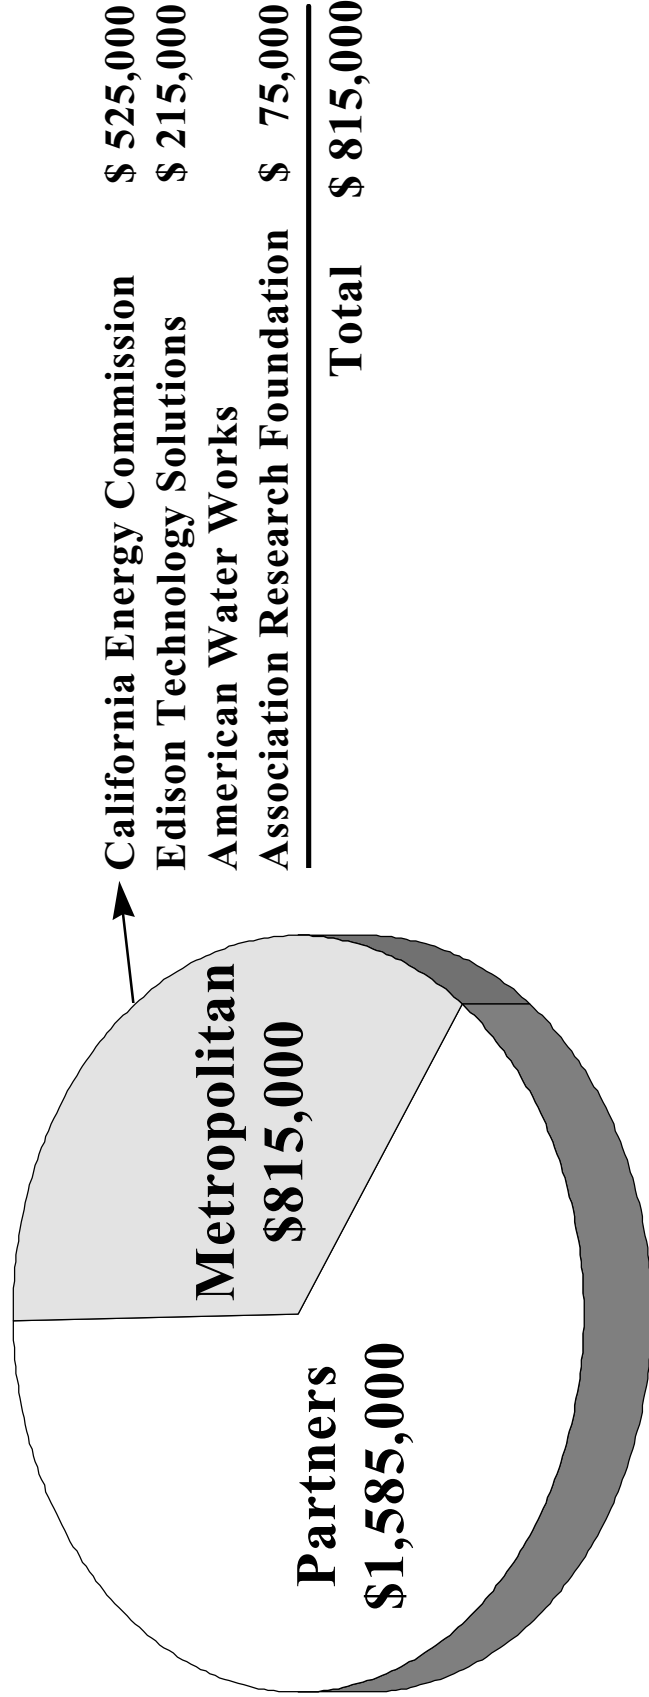 California Energy Commission $ 525,000
Edison Technology Solutions $ 215,000
American Water Works
Association Research Foundation $ 75,000
Total $ 815,000
Metropolitan
$815,000
Partners
$1,585,000